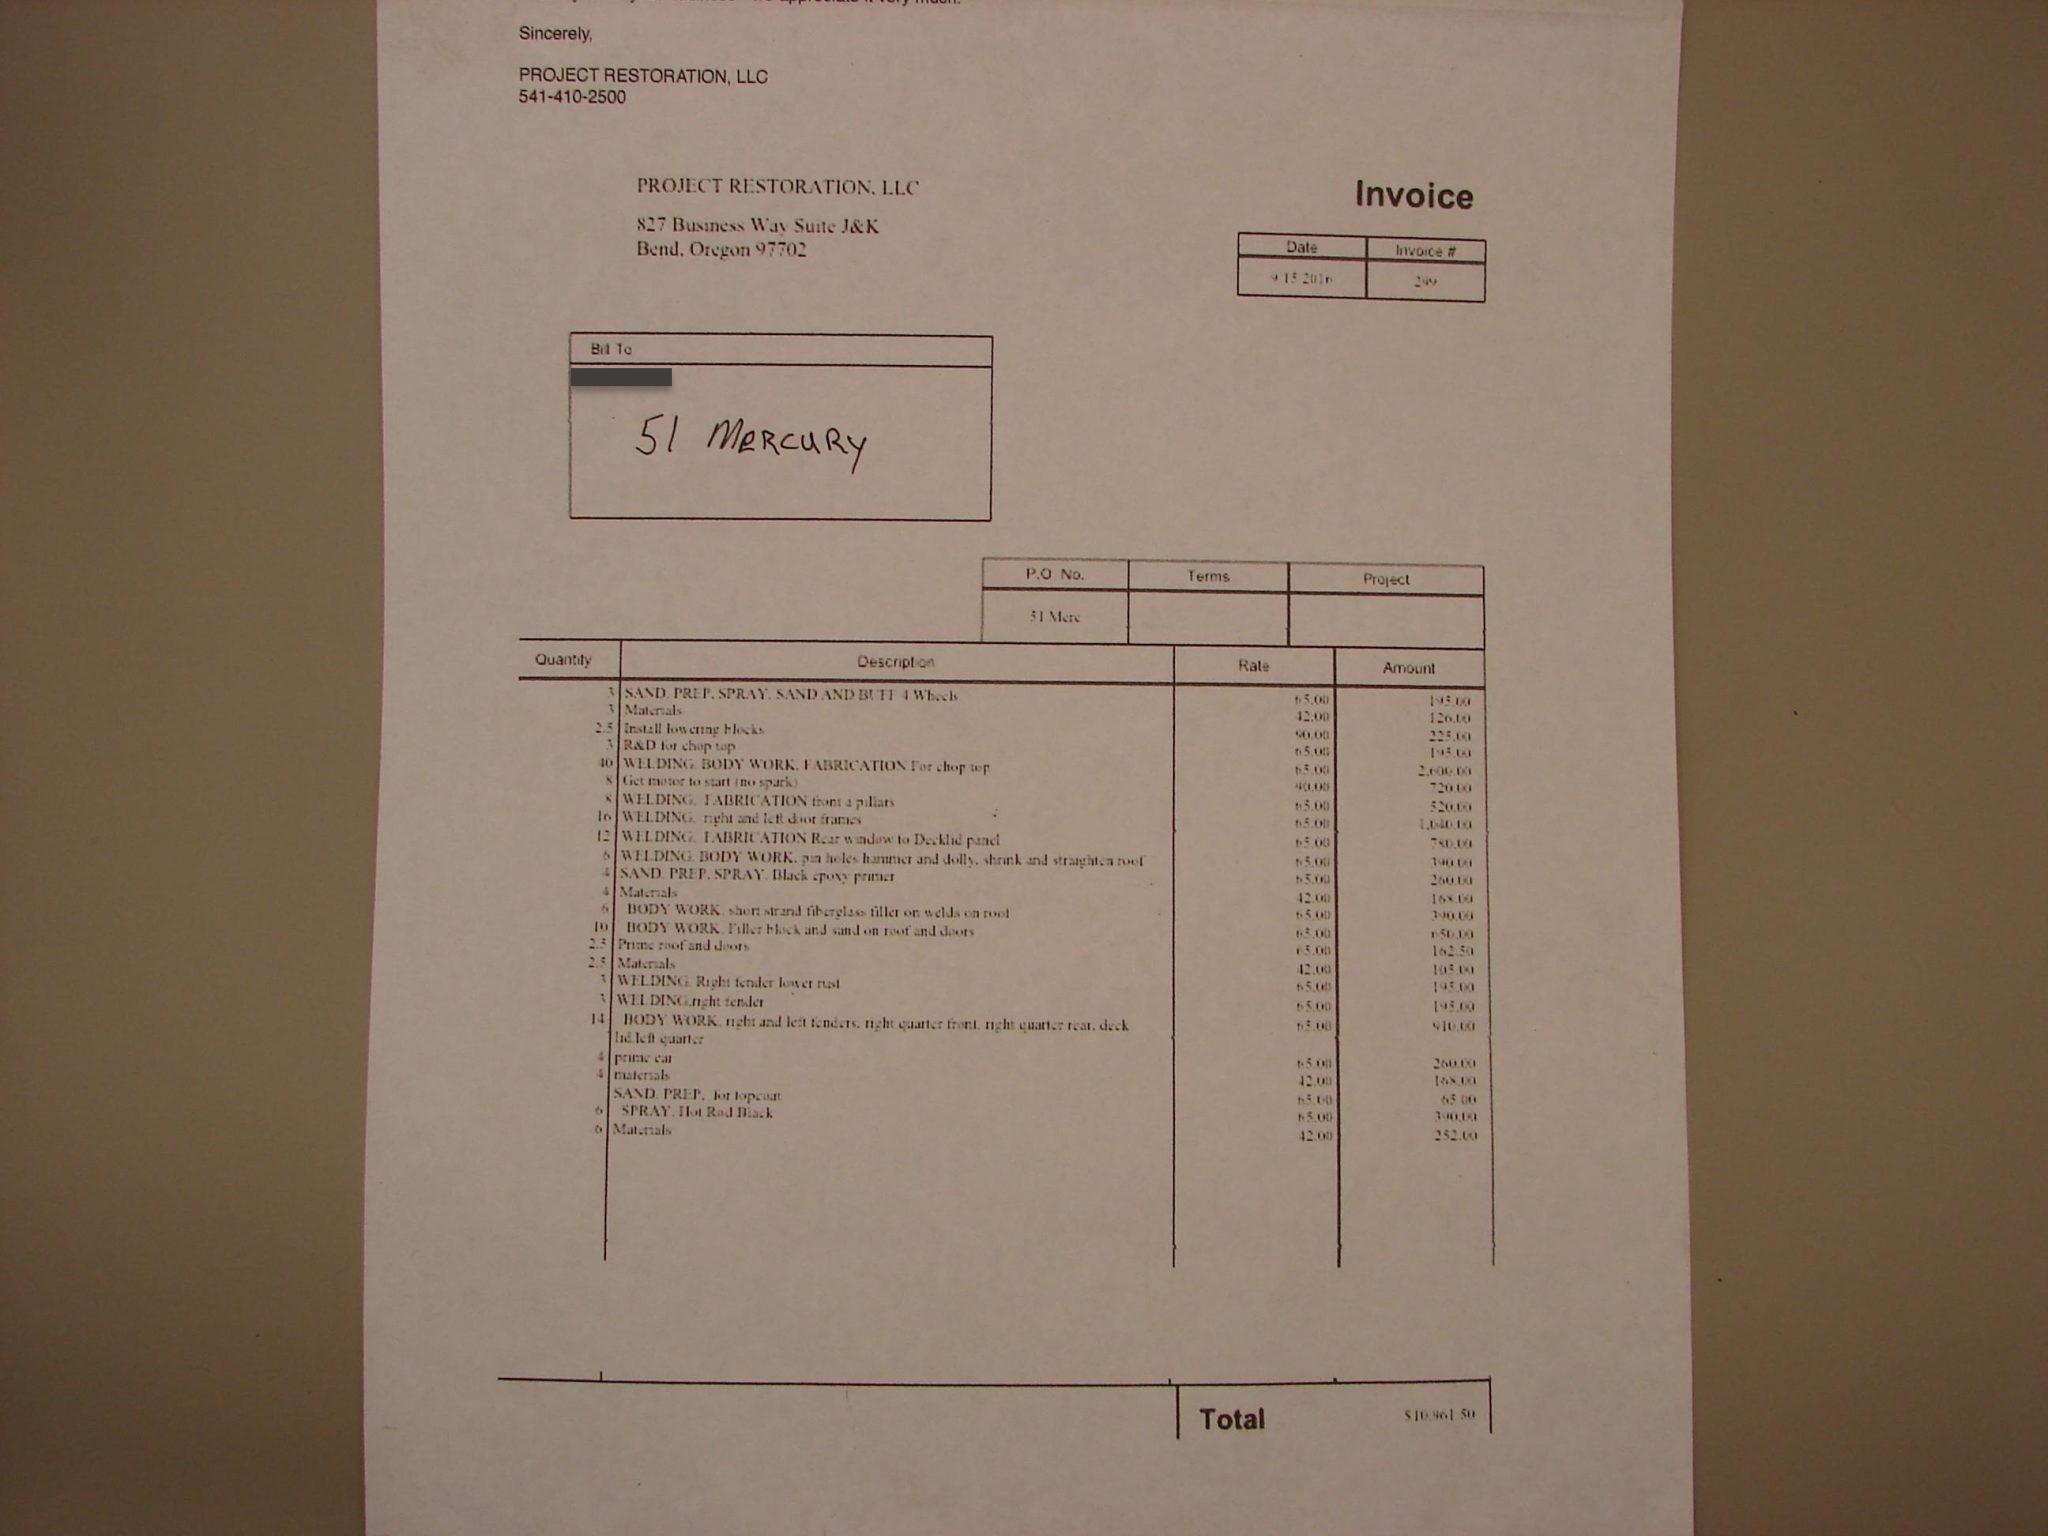 Sincerely,
PROJECT RESTORATION, LLC
541-410-2500
PROJECT RESTORATION, LLC
827 Business Way Suite J&K
Bend, Oregon 97702
Invoice
Date Invoice #
9/15/2016 299
Bill To
51 MERCURY
P.O. No. Terms Project
51 Merc
Quantity Description Rate Amount
3 SAND, PREP, SPRAY, SAND AND BUFF 4 Wheels 65.00 195.00
3 Materials 42.00 126.00
2.5 Install lowering blocks 90.00 225.00
3 R&D for chop top 65.00 195.00
40 WELDING, BODY WORK, FABRICATION For chop top 65.00 2,600.00
8 Get motor to start (no spark) 90.00 720.00
8 WELDING, FABRICATION front a pillars 65.00 520.00
16 WELDING, right and left door frames 65.00 1,040.00
12 WELDING, FABRICATION Rear window to Decklid panel 65.00 780.00
6 WELDING, BODY WORK, pin holes hammer and dolly, shrink and straighten roof 65.00 390.00
4 SAND, PREP, SPRAY, Black epoxy primer 65.00 260.00
4 Materials 42.00 168.00
6 BODY WORK, short strand fiberglass filler on welds on roof 65.00 390.00
10 BODY WORK, Filler block and sand on roof and doors 65.00 650.00
2.5 Prime roof and doors 65.00 162.50
2.5 Materials 42.00 105.00
3 WELDING, Right fender lower rust 65.00 195.00
3 WELDING,right fender 65.00 195.00
14 BODY WORK, right and left fenders, right quarter front, right quarter rear, deck 65.00 910.00
lid,left quarter
4 prime car 65.00 260.00
4 materials 42.00 168.00
SAND, PREP, for topcoat 65.00 65.00
6 SPRAY, Hot Rod Black 65.00 390.00
6 Materials 42.00 252.00
Total $10,961.50